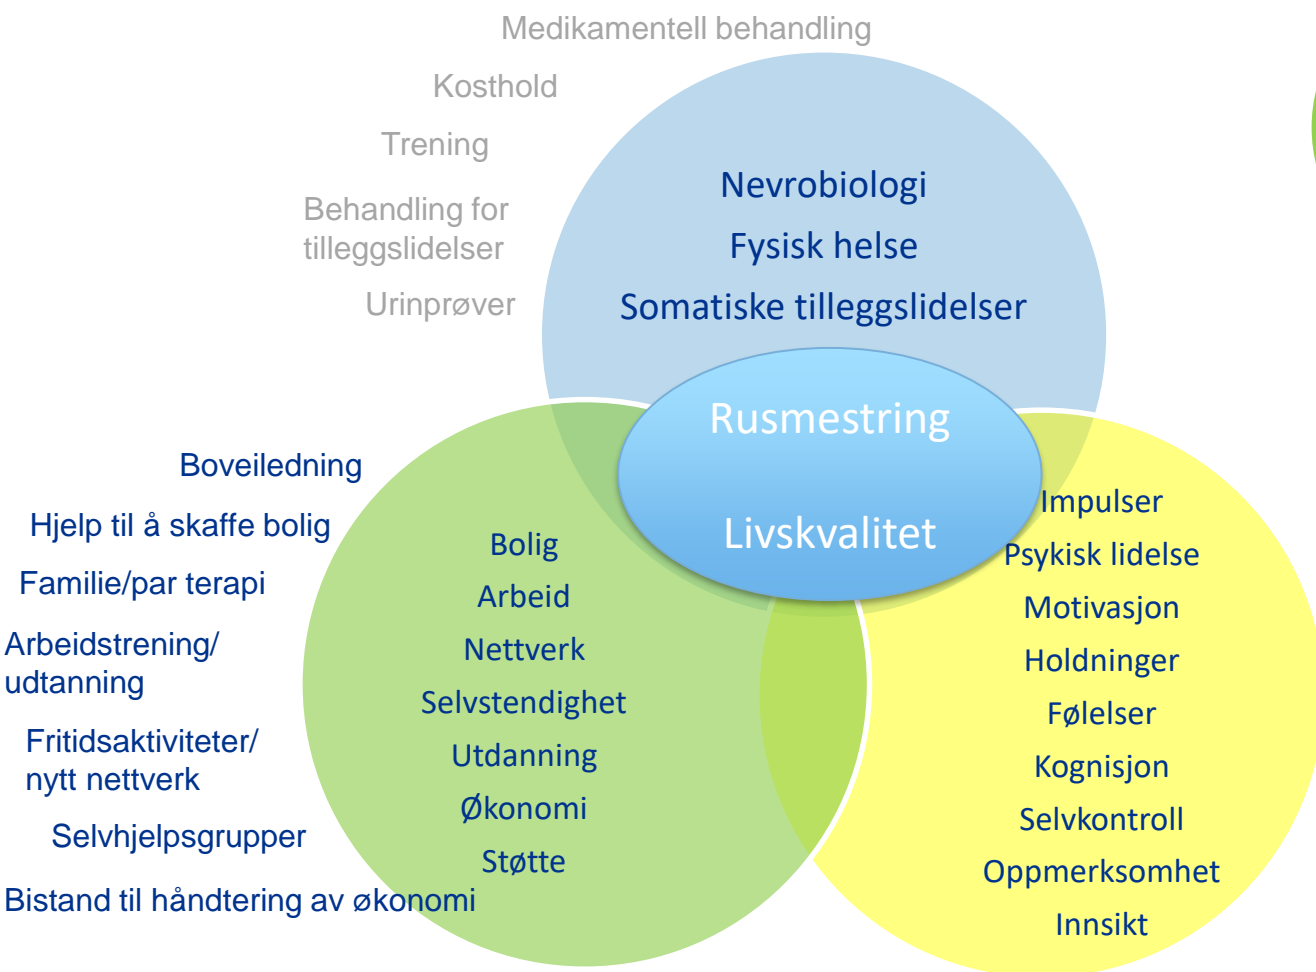 Medikamentell behandling
Kosthold
Trening
Behandling for
tilleggslidelser
Urinprøver
Nevrobiologi
Fysisk helse
Somatiske tilleggslidelser
Rusmestring
Livskvalitet
Boveiledning
Hjelp til å skaffe bolig
Familie/par terapi
Arbeidstrening/
udtanning
Fritidsaktiviteter/
nytt nettverk
Selvhjelpsgrupper
Bistand til håndtering av økonomi
Bolig
Arbeid
Nettverk
Selvstendighet
Utdanning
Økonomi
Støtte
Impulser
Psykisk lidelse
Motivasjon
Holdninger
Følelser
Kognisjon
Selvkontroll
Oppmerksomhet
Innsikt